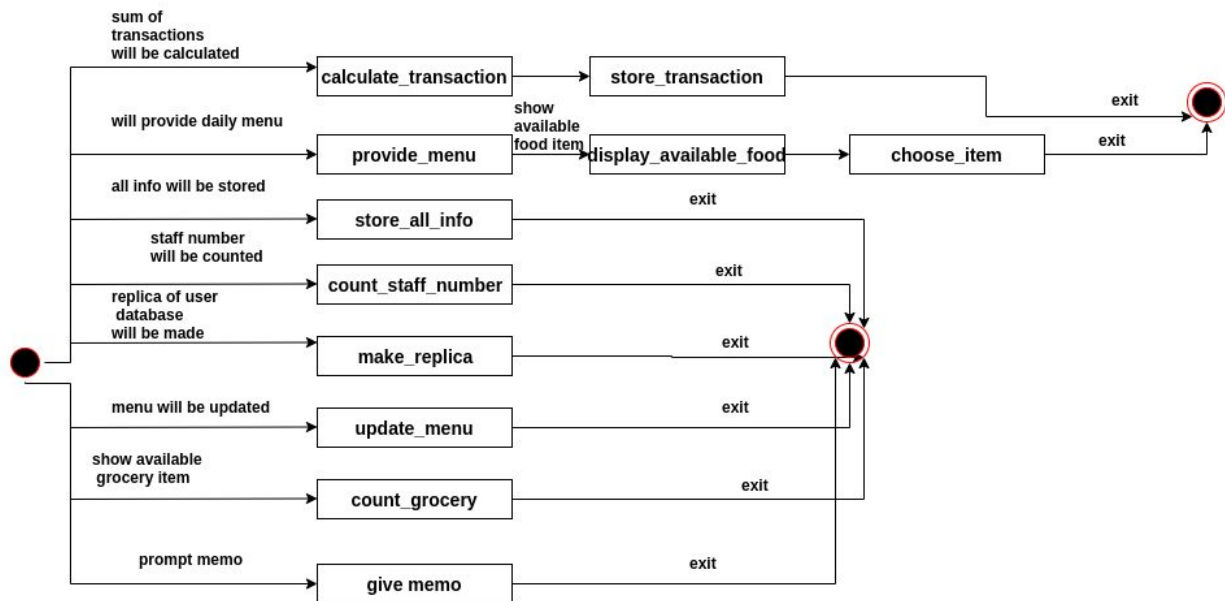 sum of
transactions
will be calculated
calculate_transaction
store_transaction
exit
will provide daily menu
provide_menu
show
available
food item
display_available_food
choose_item
exit
all info will be stored
store_all_info
exit
staff number
will be counted
count_staff_number
exit
replica of user
database
will be made
make_replica
exit
menu will be updated
update_menu
exit
show available
grocery item
count_grocery
exit
prompt memo
give memo
exit